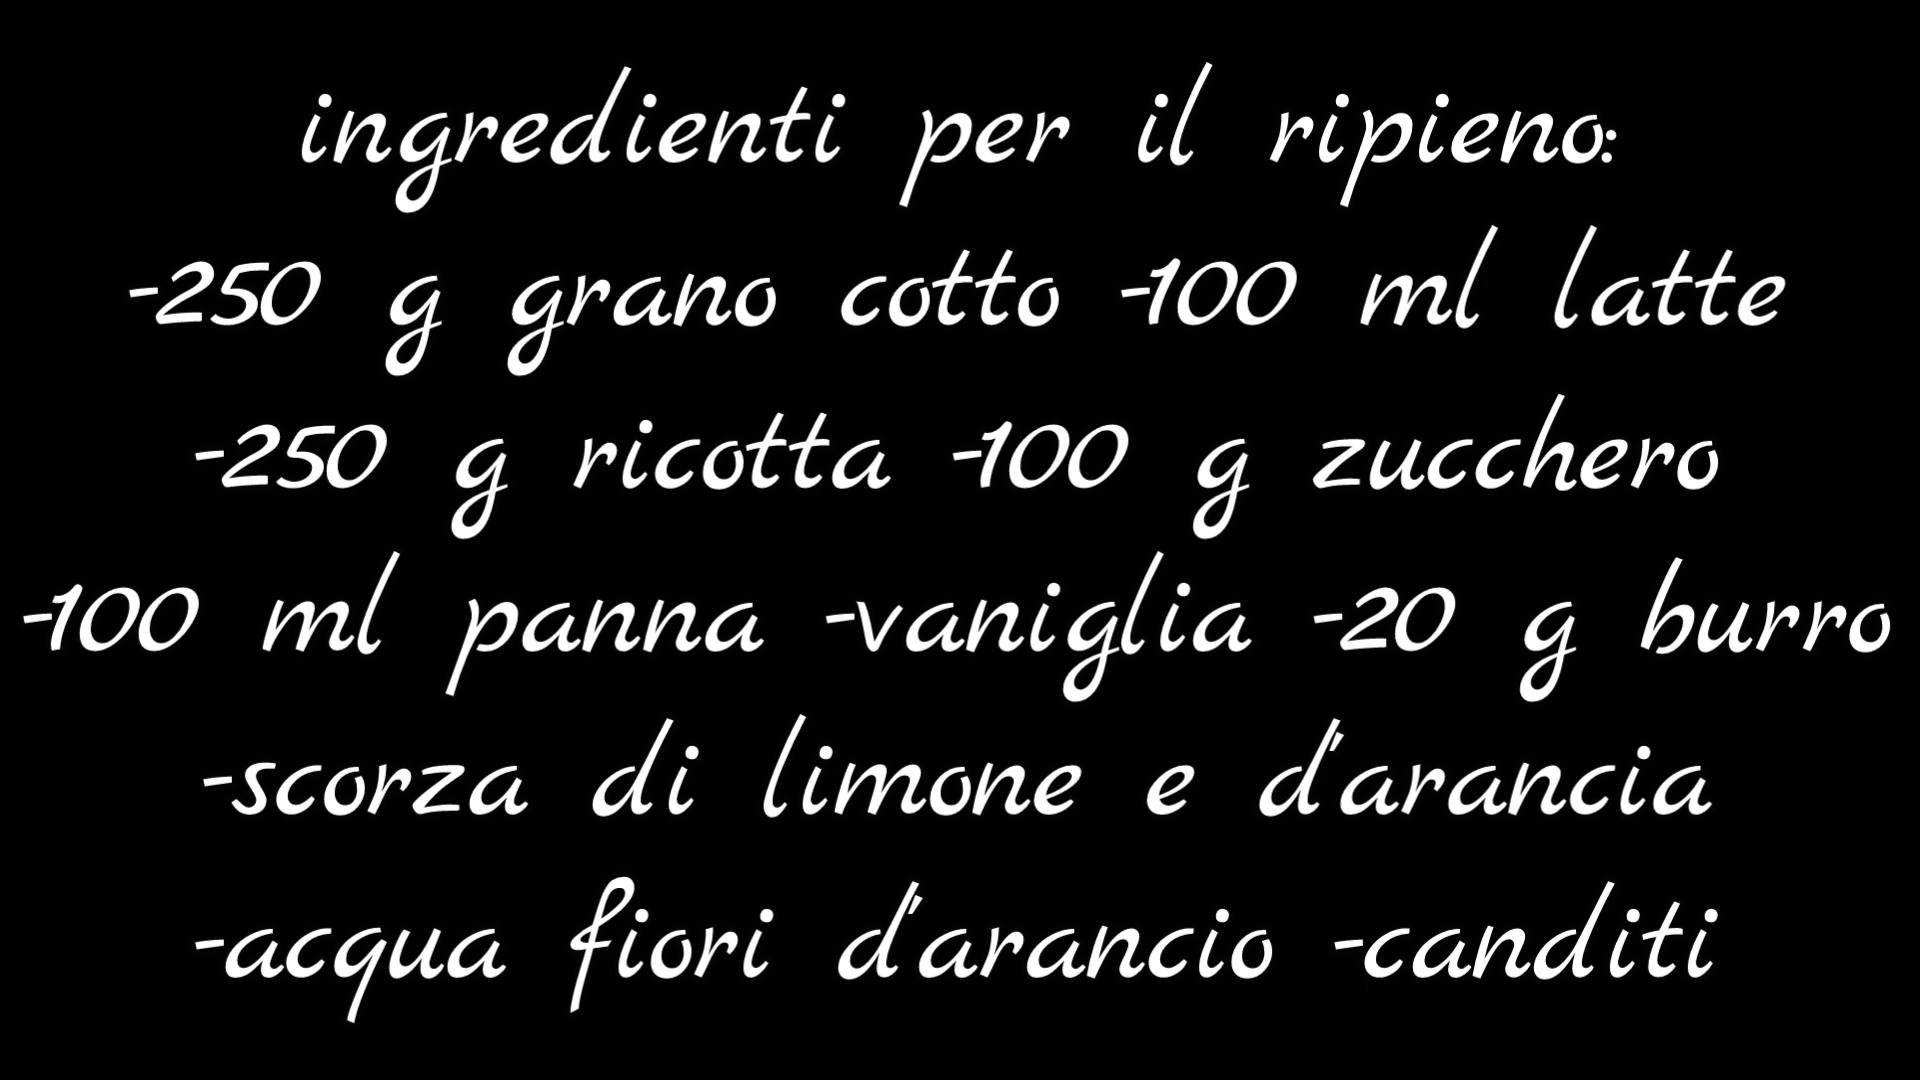 ingredienti per il ripieno:
-250 g grano cotto -100 ml latte
-250 g ricotta -100 g zucchero
-100 ml panna -vaniglia -20 g burro
-scorza di limone e d'arancia
-acqua fiori d'arancio -canditi